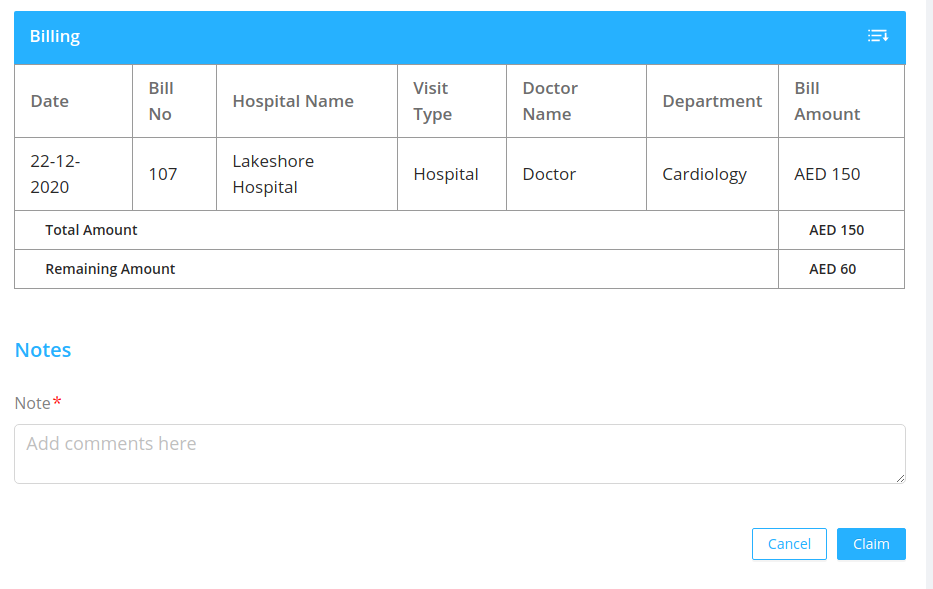 Billing
Date
Bill
No
Hospital Name
Visit
Type
Doctor
Name
Department
Bill
Amount
22-12-
2020
107
Lakeshore
Hospital
Hospital
Doctor
Cardiology
AED 150
Total Amount
AED 150
Remaining Amount
AED 60
Notes
Note*
Add comments here
Cancel
Claim